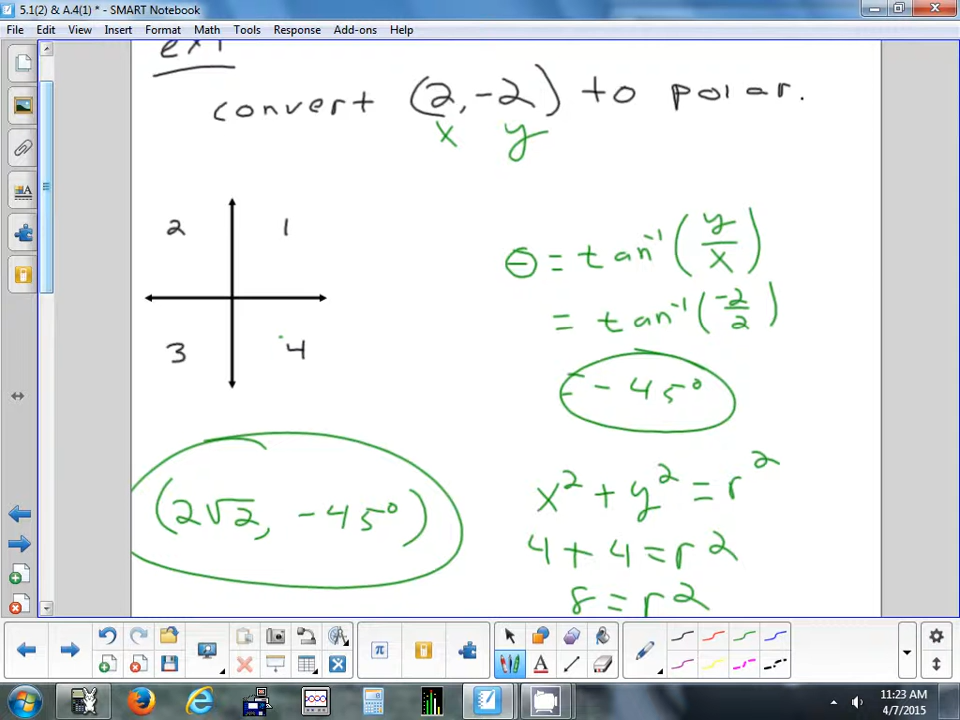 5.1(2) & A.4(1) * - SMART Notebook
File Edit View Insert Format Math Tools Response Add-ons Help
ex1
convert (2, -2) to polar.
x y
2 1
3 4
θ = tan⁻¹ (y/x)
= tan⁻¹ (-2/2)
= -45°
x² + y² = r²
4 + 4 = r²
8 = r²
(2√2, -45°)
11:23 AM
4/7/2015